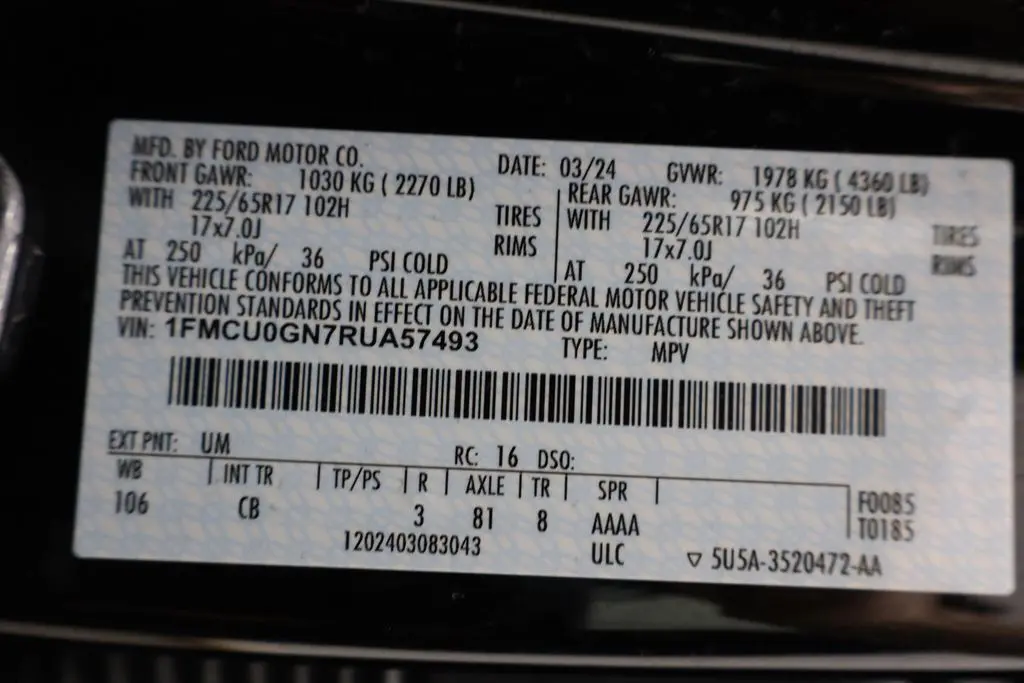 MFD. BY FORD MOTOR CO. DATE: 03/24 GVWR: 1978 KG ( 4360 LB)
FRONT GAWR: 1030 KG ( 2270 LB) REAR GAWR: 975 KG ( 2150 LB)
WITH 225/65R17 102H TIRES WITH 225/65R17 102H TIRES
17x7.0J RIMS 17x7.0J RIMS
AT 250 kPa/ 36 PSI COLD AT 250 kPa/ 36 PSI COLD
THIS VEHICLE CONFORMS TO ALL APPLICABLE FEDERAL MOTOR VEHICLE SAFETY AND THEFT
PREVENTION STANDARDS IN EFFECT ON THE DATE OF MANUFACTURE SHOWN ABOVE.
VIN: 1FMCU0GN7RUA57493 TYPE: MPV
EXT PNT: UM RC: 16 DSO:
WB INT TR TP/PS R AXLE TR SPR F0085
106 CB 3 81 8 AAAA T0185
1202403083043 ULC ▽ 5U5A-3520472-AA